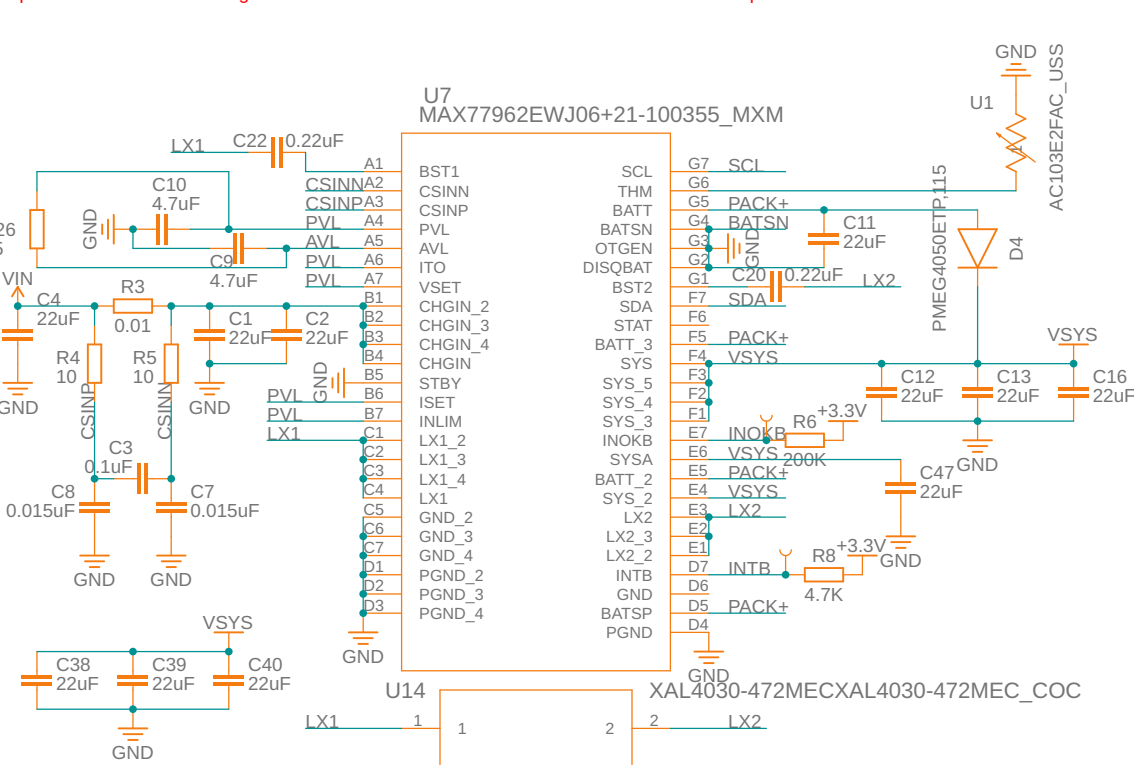 GND
U1
AC103E2FAC_USS
U7
MAX77962EWJ06+21-100355_MXM
LX1
C22
0.22uF
A1
BST1
SCL
G7
SCL
CSINN
A2
CSINN
THM
G6
CSINP
A3
CSINP
BATT
G5
PACK+
C10
4.7uF
GND
PVL
A4
PVL
BATSN
G4
BATSN
C11
22uF
PMEG4050ETP,115
D4
26
5
AVL
A5
AVL
OTGEN
G3
GND
C9
4.7uF
PVL
A6
ITO
DISQBAT
G2
PVL
A7
VSET
BST2
G1
C20
0.22uF
LX2
VIN
C4
22uF
GND
R3
0.01
B1
CHGIN_2
SDA
F7
SDA
C1
22uF
C2
22uF
B2
CHGIN_3
STAT
F6
B3
CHGIN_4
BATT_3
F5
PACK+
R4
10
R5
10
B4
CHGIN
SYS
F4
VSYS
VSYS
GND
GND
B5
STBY
SYS_5
F3
C12
22uF
C13
22uF
C16
22uF
GND
CSINP
CSINN
PVL
B6
ISET
SYS_4
F2
PVL
B7
INLIM
SYS_3
F1
LX1
C1
LX1_2
INOKB
E7
INOKB
R6
200K
+3.3V
C3
0.1uF
C2
LX1_3
SYSA
E6
VSYS
C3
LX1_4
BATT_2
E5
PACK+
C47
22uF
GND
C8
0.015uF
C7
0.015uF
C4
LX1
SYS_2
E4
VSYS
C5
GND_2
LX2
E3
LX2
C6
GND_3
LX2_3
E2
C7
GND_4
LX2_2
E1
GND
GND
D1
PGND_2
INTB
D7
INTB
R8
4.7K
+3.3V
D2
PGND_3
GND
D6
D3
PGND_4
BATSP
D5
PACK+
PGND
D4
GND
GND
VSYS
C38
22uF
C39
22uF
C40
22uF
GND
U14
XAL4030-472MECXAL4030-472MEC_COC
LX1
1
1
2
2
LX2